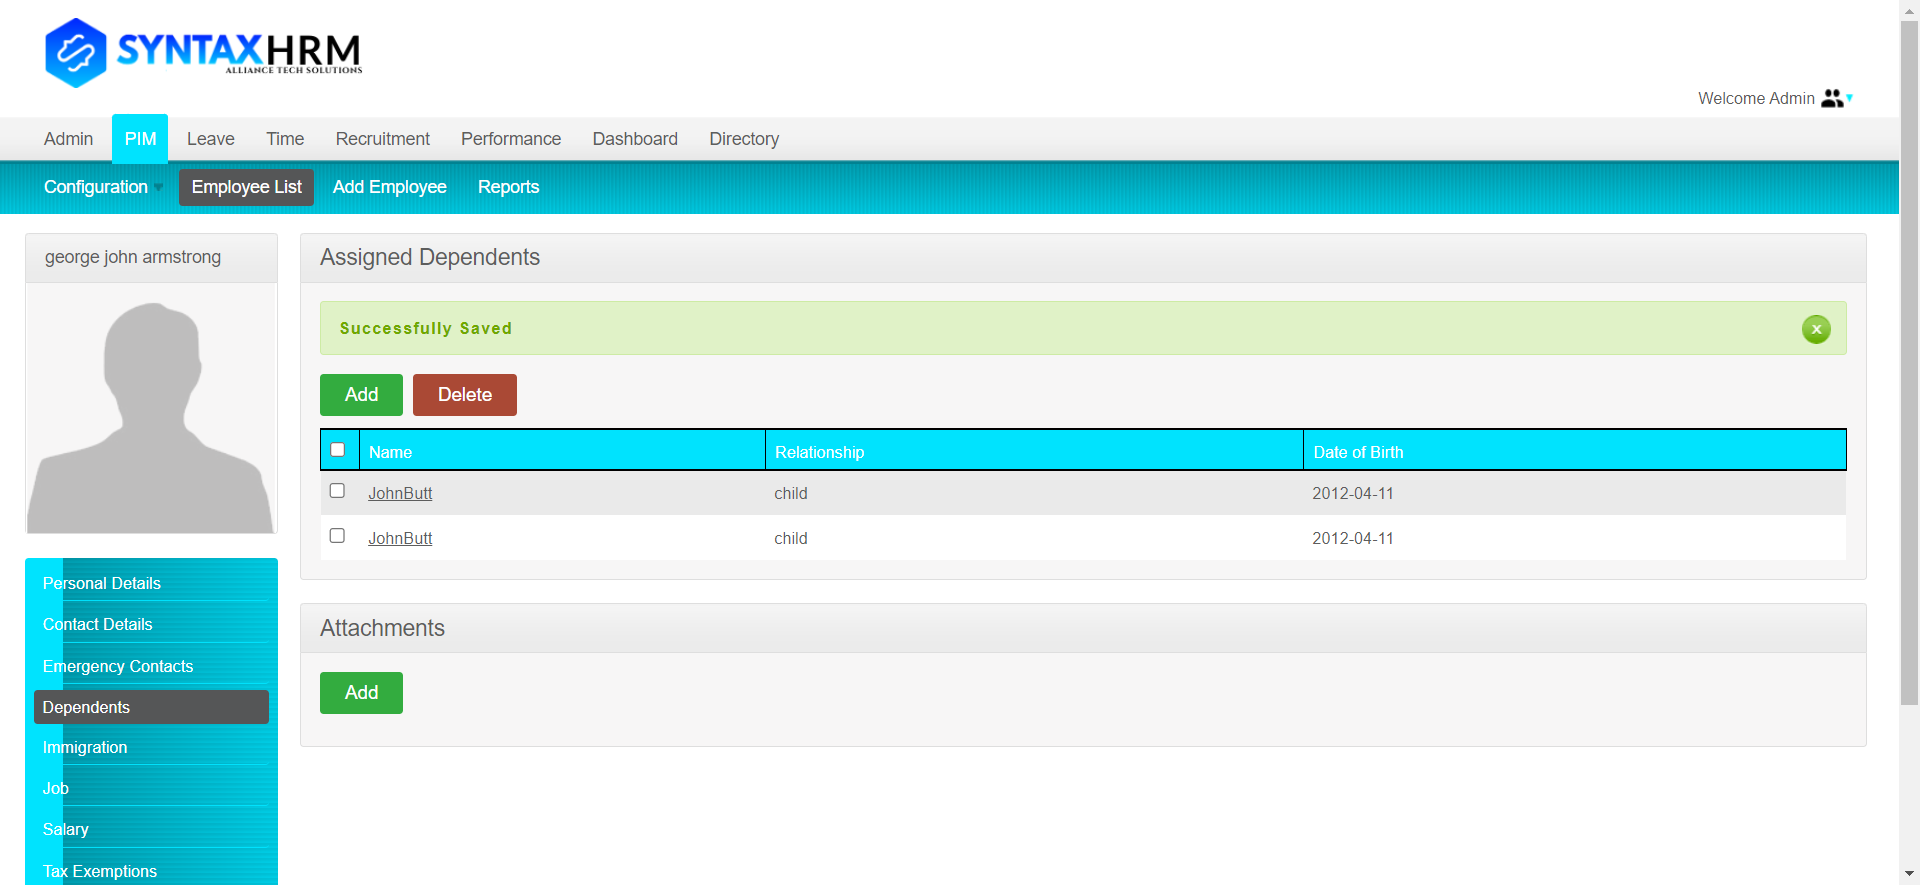 SYNTAXHRM
ALLIANCE TECH SOLUTIONS
Welcome Admin
Admin PIM Leave Time Recruitment Performance Dashboard Directory
Configuration Employee List Add Employee Reports
george john armstrong
Assigned Dependents
Successfully Saved x
Add Delete
Name Relationship Date of Birth
JohnButt child 2012-04-11
JohnButt child 2012-04-11
Personal Details
Contact Details
Emergency Contacts
Dependents
Immigration
Job
Salary
Tax Exemptions
Attachments
Add